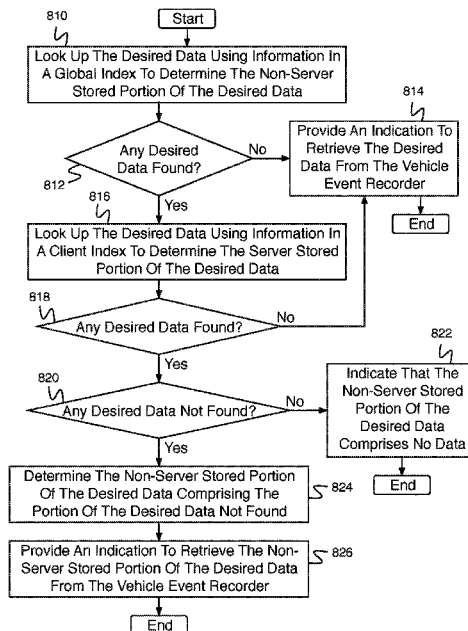 Start
810
Look Up The Desired Data Using Information In
A Global Index To Determine The Non-Server
Stored Portion Of The Desired Data
814
Provide An Indication To
Retrieve The Desired
Data From The Vehicle
Event Recorder
End
Any Desired
Data Found?
812
No
Yes
816
Look Up The Desired Data Using Information In
A Client Index To Determine The Server Stored
Portion Of The Desired Data
818
Any Desired Data Found?
No
Yes
820
Any Desired Data Not Found?
No
Yes
822
Indicate That The
Non-Server Stored
Portion Of The
Desired Data
Comprises No Data
End
Determine The Non-Server Stored Portion
Of The Desired Data Comprising The
Portion Of The Desired Data Not Found
824
Provide An Indication To Retrieve The Non-
Server Stored Portion Of The Desired Data
From The Vehicle Event Recorder
826
End